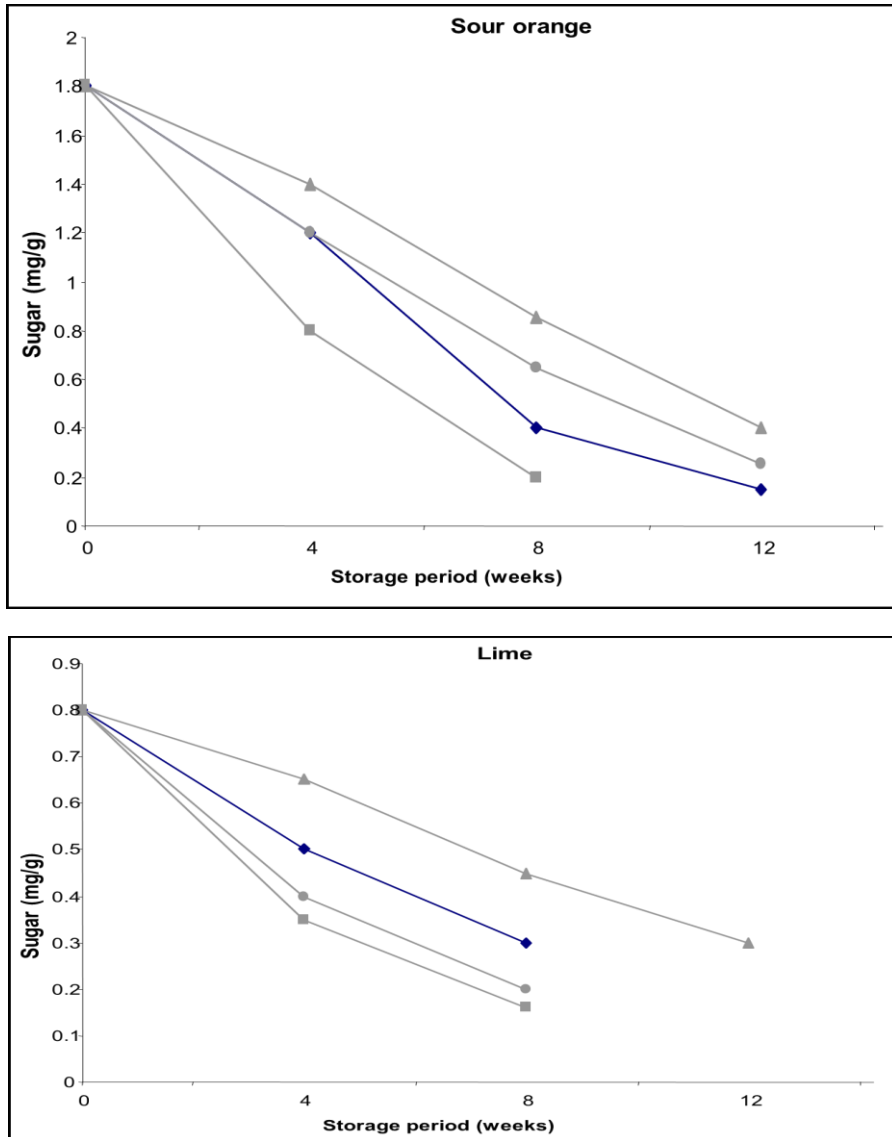 Sour orange
2
1.8
1.6
1.4
1.2
1
0.8
0.6
0.4
0.2
0
Sugar (mg/g)
0 4 8 12
Storage period (weeks)
Lime
0.9
0.8
0.7
0.6
0.5
0.4
0.3
0.2
0.1
0
Sugar (mg/g)
0 4 8 12
Storage period (weeks)